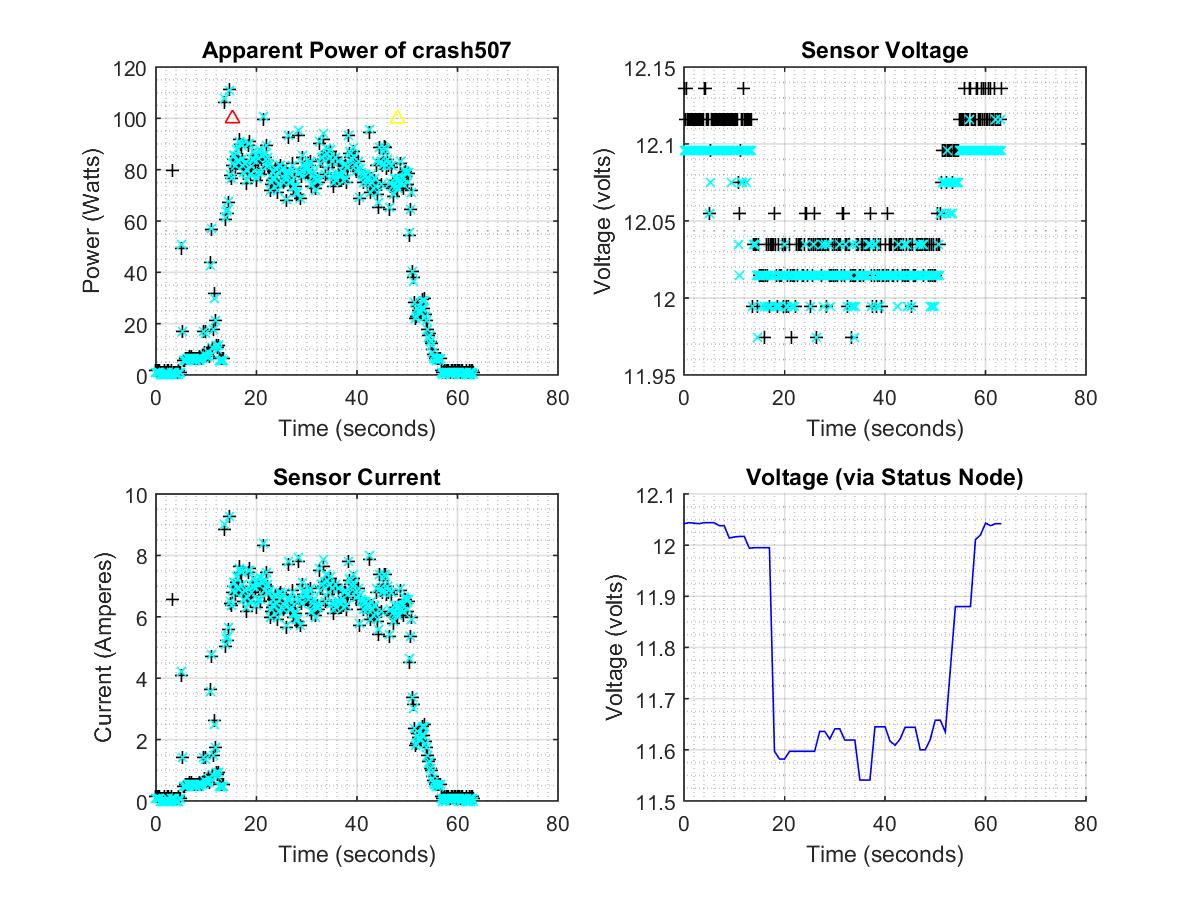 Apparent Power of crash507
120
100
80
60
40
20
0
Power (Watts)
0 20 40 60 80
Time (seconds)
Sensor Voltage
12.15
12.1
12.05
12
11.95
Voltage (volts)
0 20 40 60 80
Time (seconds)
Sensor Current
10
8
6
4
2
0
Current (Amperes)
0 20 40 60 80
Time (seconds)
Voltage (via Status Node)
12.1
12
11.9
11.8
11.7
11.6
11.5
Voltage (volts)
0 20 40 60 80
Time (seconds)